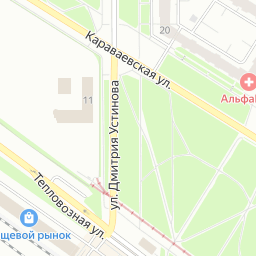 20
Караваевская ул.
Альфа
11
ул. Дмитрия Устинова
Тепловозная ул.
щевой рынок